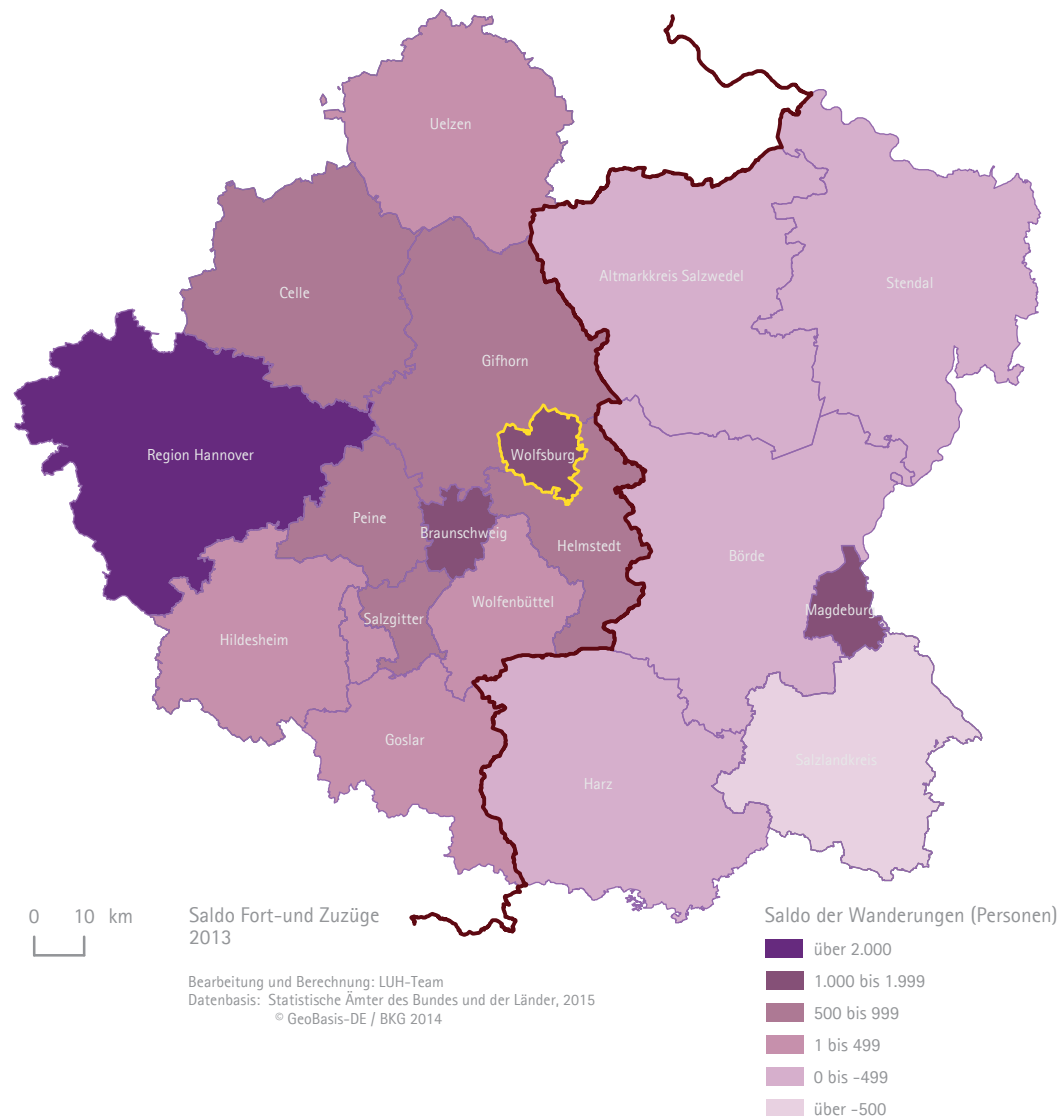 Uelzen
Altmarkkreis Salzwedel
Stendal
Celle
Gifhorn
Region Hannover
Wolfsburg
Peine
Braunschweig
Helmstedt
Börde
Wolfenbüttel
Salzgitter
Magdeburg
Hildesheim
Goslar
Salzlandkreis
Harz
0 10 km
Saldo Fort-und Zuzüge
2013
Bearbeitung und Berechnung: LUH-Team
Datenbasis: Statistische Ämter des Bundes und der Länder, 2015
© GeoBasis-DE / BKG 2014
Saldo der Wanderungen (Personen)
über 2.000
1.000 bis 1.999
500 bis 999
1 bis 499
0 bis -499
über -500